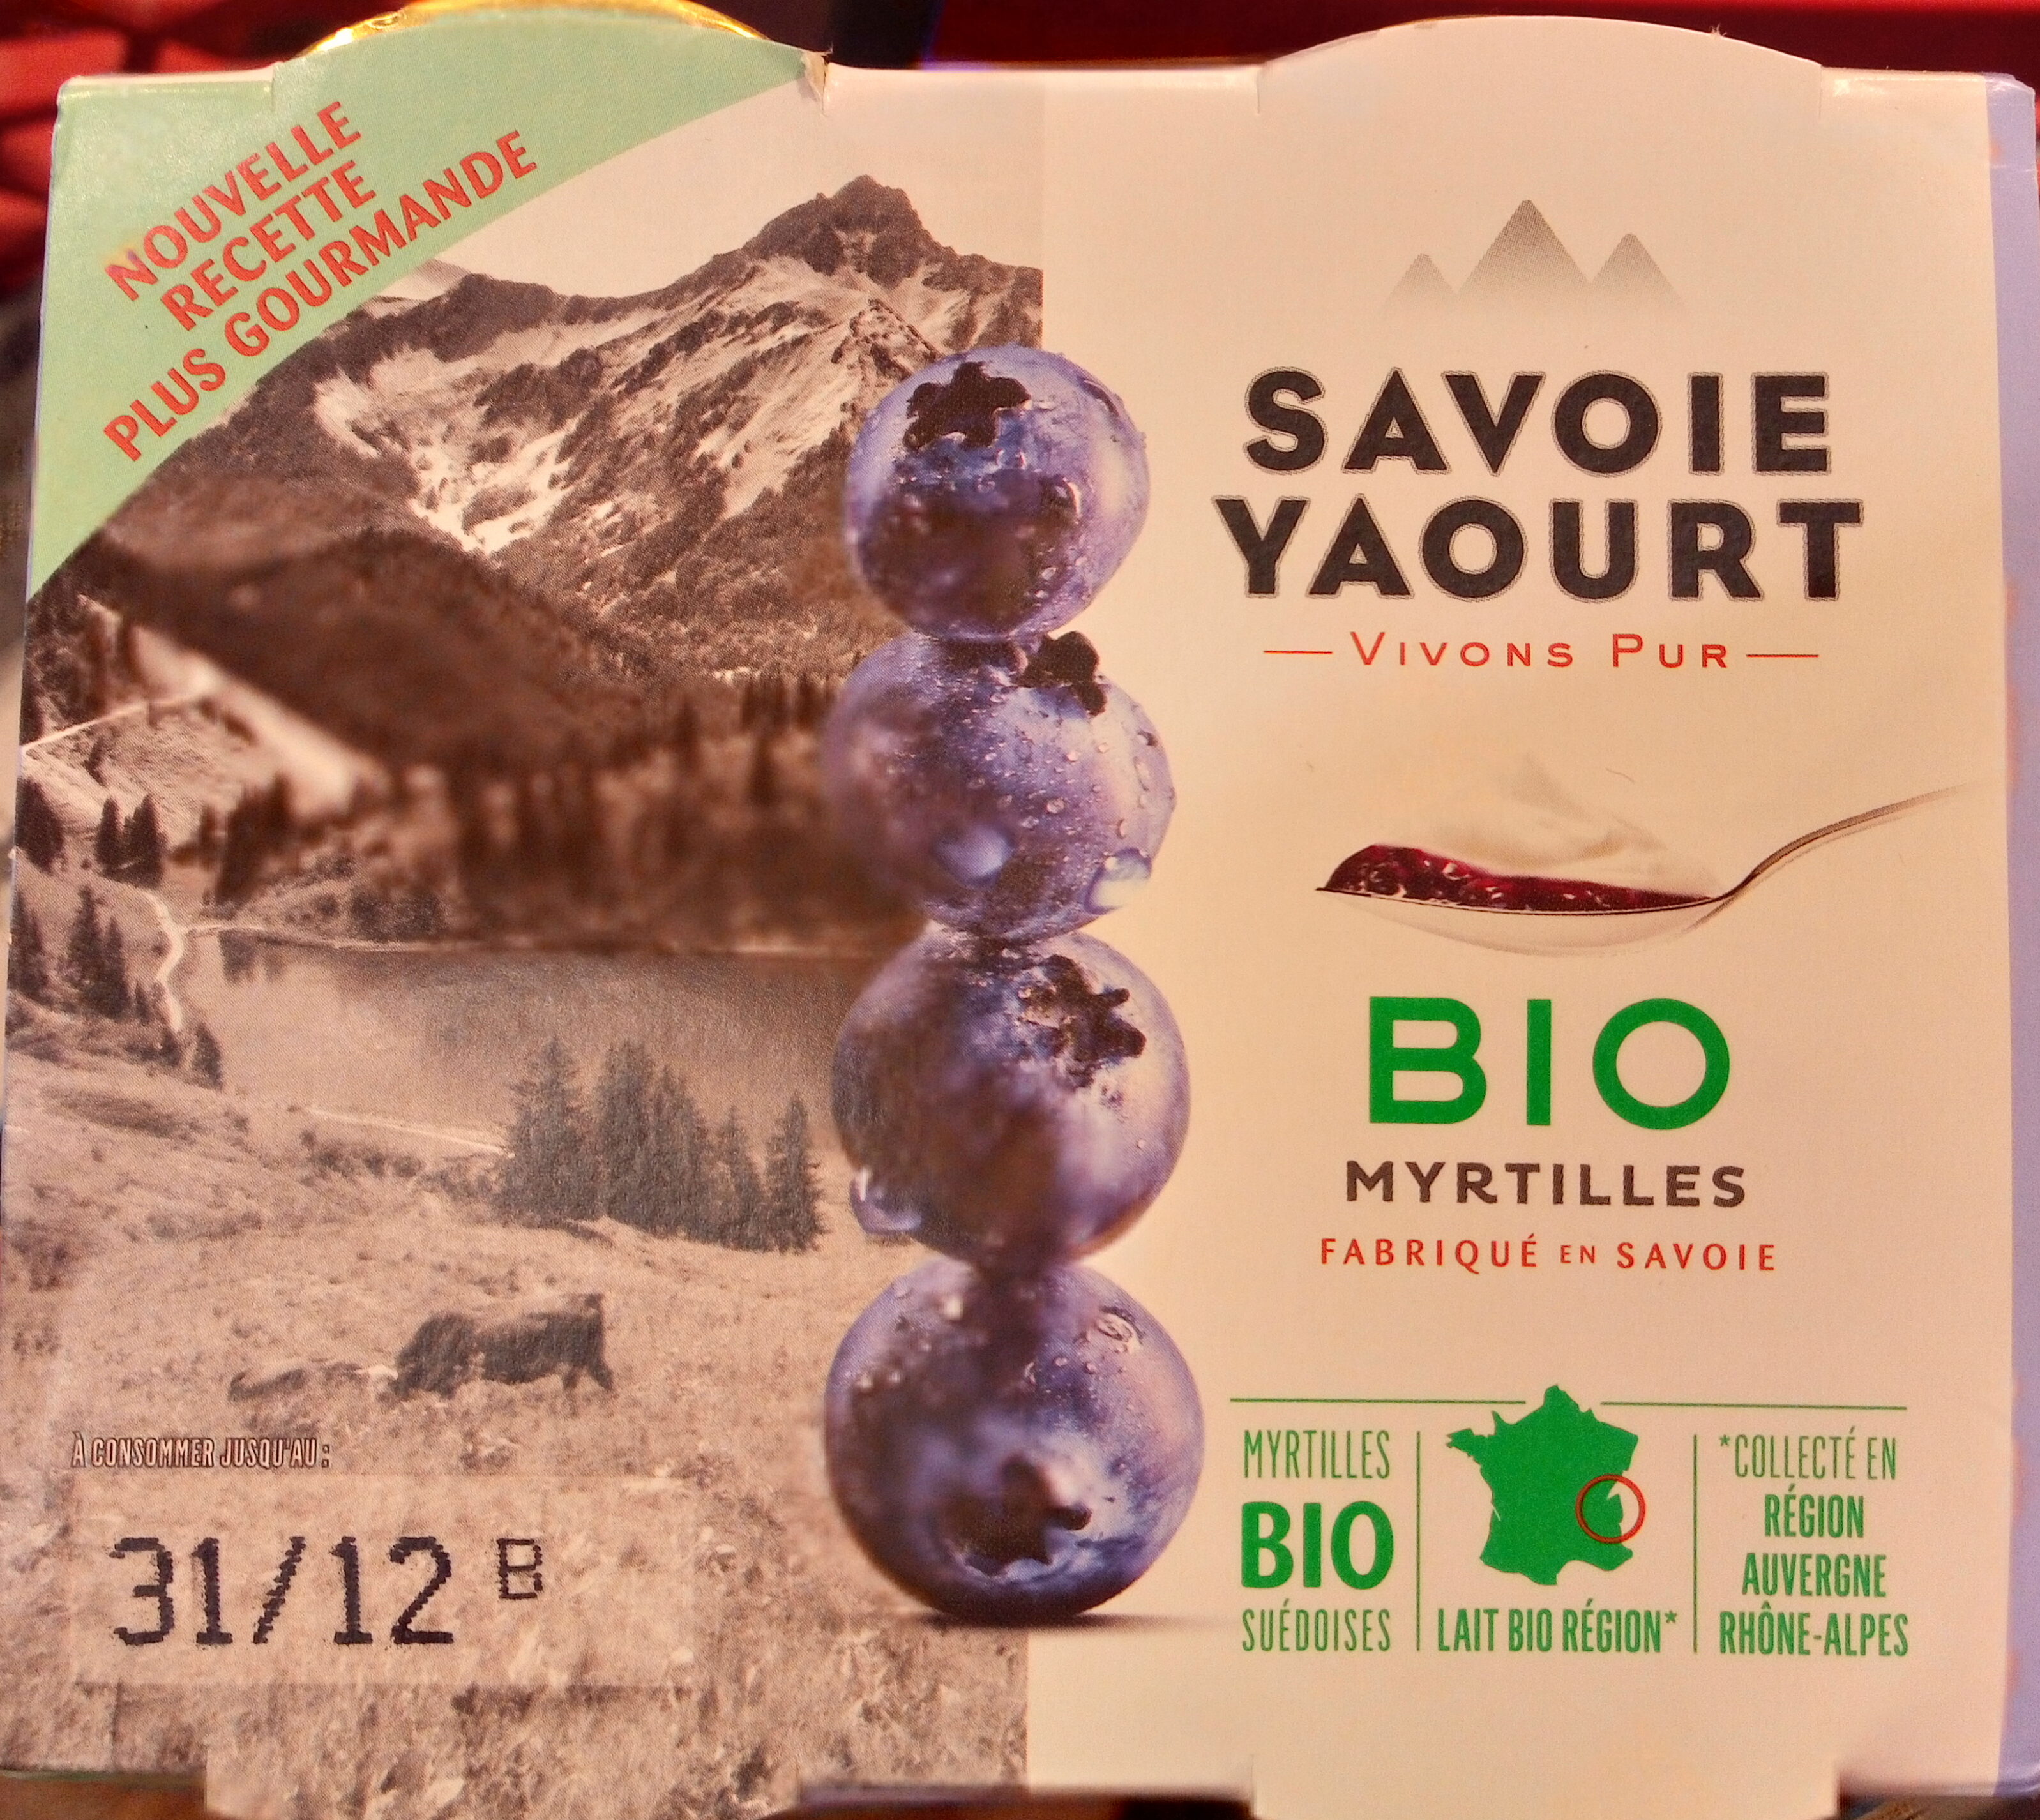 NOUVELLE
RECETTE
PLUS GOURMANDE
SAVOIE
YAOURT
VIVONS PUR
BIO
MYRTILLES
FABRIQUÉ EN SAVOIE
À CONSOMMER JUSQU'AU :
31/12 B
MYRTILLES
BIO
SUÉDOISES
LAIT BIO RÉGION*
*COLLECTÉ EN
RÉGION
AUVERGNE
RHÔNE-ALPES